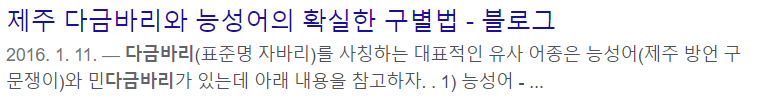 제주 다금바리와 능성어의 확실한 구별법 - 블로그
2016. 1. 11. — 다금바리(표준명 자바리)를 사칭하는 대표적인 유사 어종은 능성어(제주 방언 구
문쟁이)와 민다금바리가 있는데 아래 내용을 참고하자. . 1) 능성어 - ...